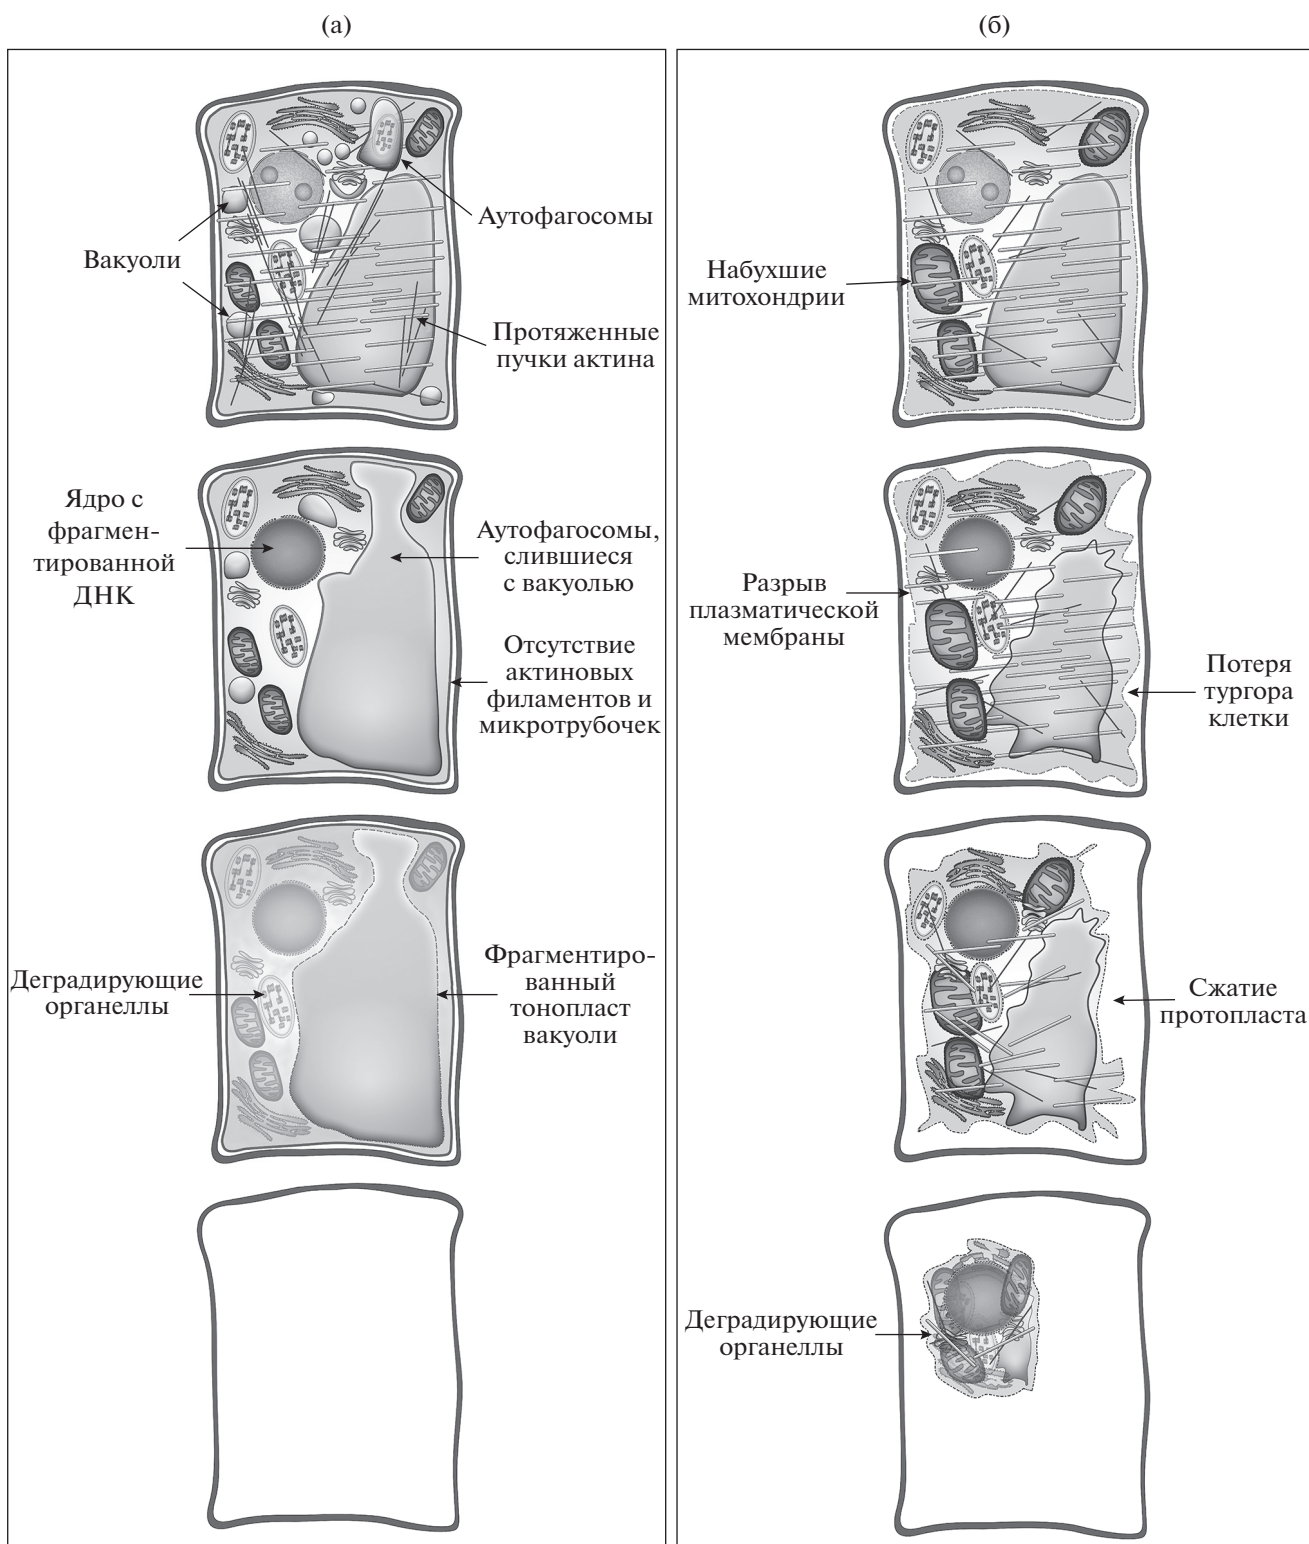 (а)
Аутофагосомы
Вакуоли
Протяженные
пучки актина
Ядро с
фрагмен-
тированной
ДНК
Аутофагосомы,
слившиеся
с вакуолью
Отсутствие
актиновых
филаментов и
микротрубочек
Деградирующие
органеллы
Фрагментиро-
ванный
тонопласт
вакуоли
(б)
Набухшие
митохондрии
Разрыв
плазматической
мембраны
Потеря
тургора
клетки
Сжатие
протопласта
Деградирующие
органеллы